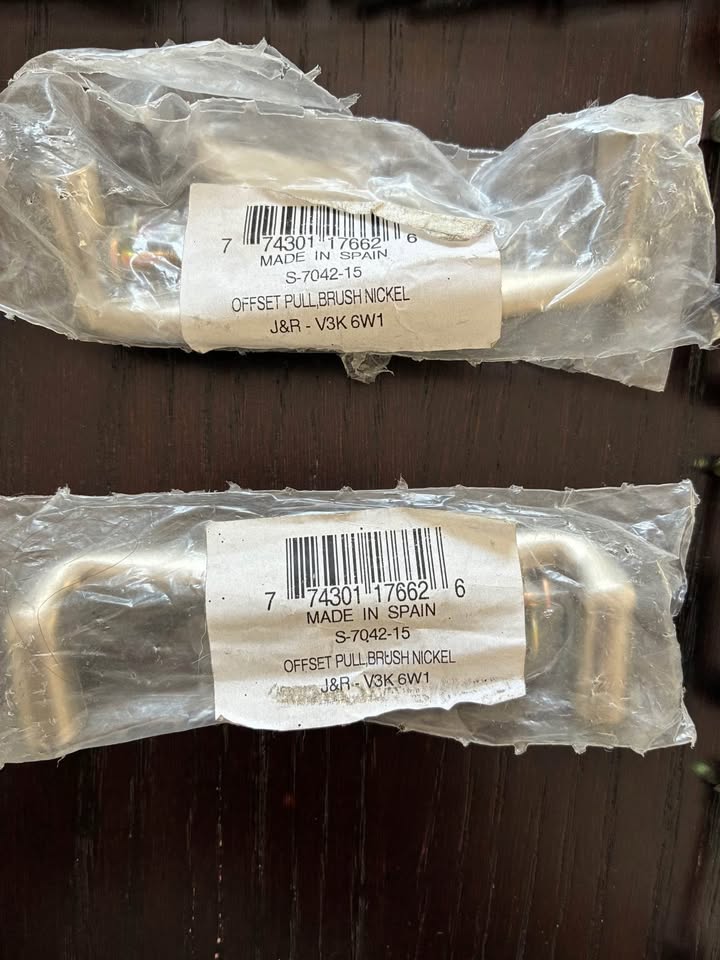 7 74301 17662 6
MADE IN SPAIN
S-7042-15
OFFSET PULL,BRUSH NICKEL
J&R - V3K 6W1
7 74301 17662 6
MADE IN SPAIN
S-7042-15
OFFSET PULL,BRUSH NICKEL
J&R - V3K 6W1